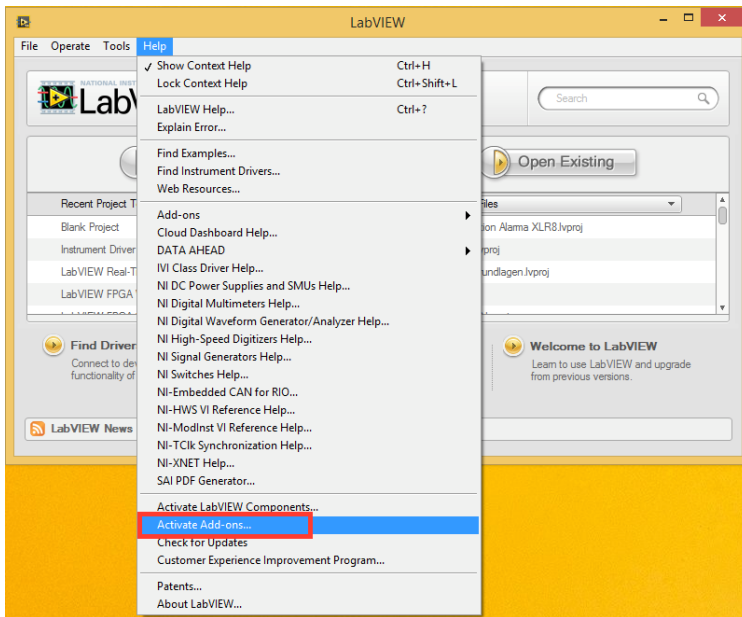 LabVIEW
File Operate Tools Help
NATIONAL INST
LabV
Search
Open Existing
Recent Project T
Files
Blank Project
ion Alarma XLR8.lvproj
Instrument Driver
vproj
LabVIEW Real-T
undlagen.lvproj
LabVIEW FPGA
Find Driver
Connect to dev
functionality of
Welcome to LabVIEW
Learn to use LabVIEW and upgrade
from previous versions.
LabVIEW News
✓ Show Context Help Ctrl+H
Lock Context Help Ctrl+Shift+L
LabVIEW Help... Ctrl+?
Explain Error...
Find Examples...
Find Instrument Drivers...
Web Resources...
Add-ons
Cloud Dashboard Help...
DATA AHEAD
IVI Class Driver Help...
NI DC Power Supplies and SMUs Help...
NI Digital Multimeters Help...
NI Digital Waveform Generator/Analyzer Help...
NI High-Speed Digitizers Help...
NI Signal Generators Help...
NI Switches Help...
NI-Embedded CAN for RIO...
NI-HWS VI Reference Help...
NI-ModInst VI Reference Help...
NI-TClk Synchronization Help...
NI-XNET Help...
SAI PDF Generator...
Activate LabVIEW Components...
Activate Add-ons...
Check for Updates
Customer Experience Improvement Program...
Patents...
About LabVIEW...